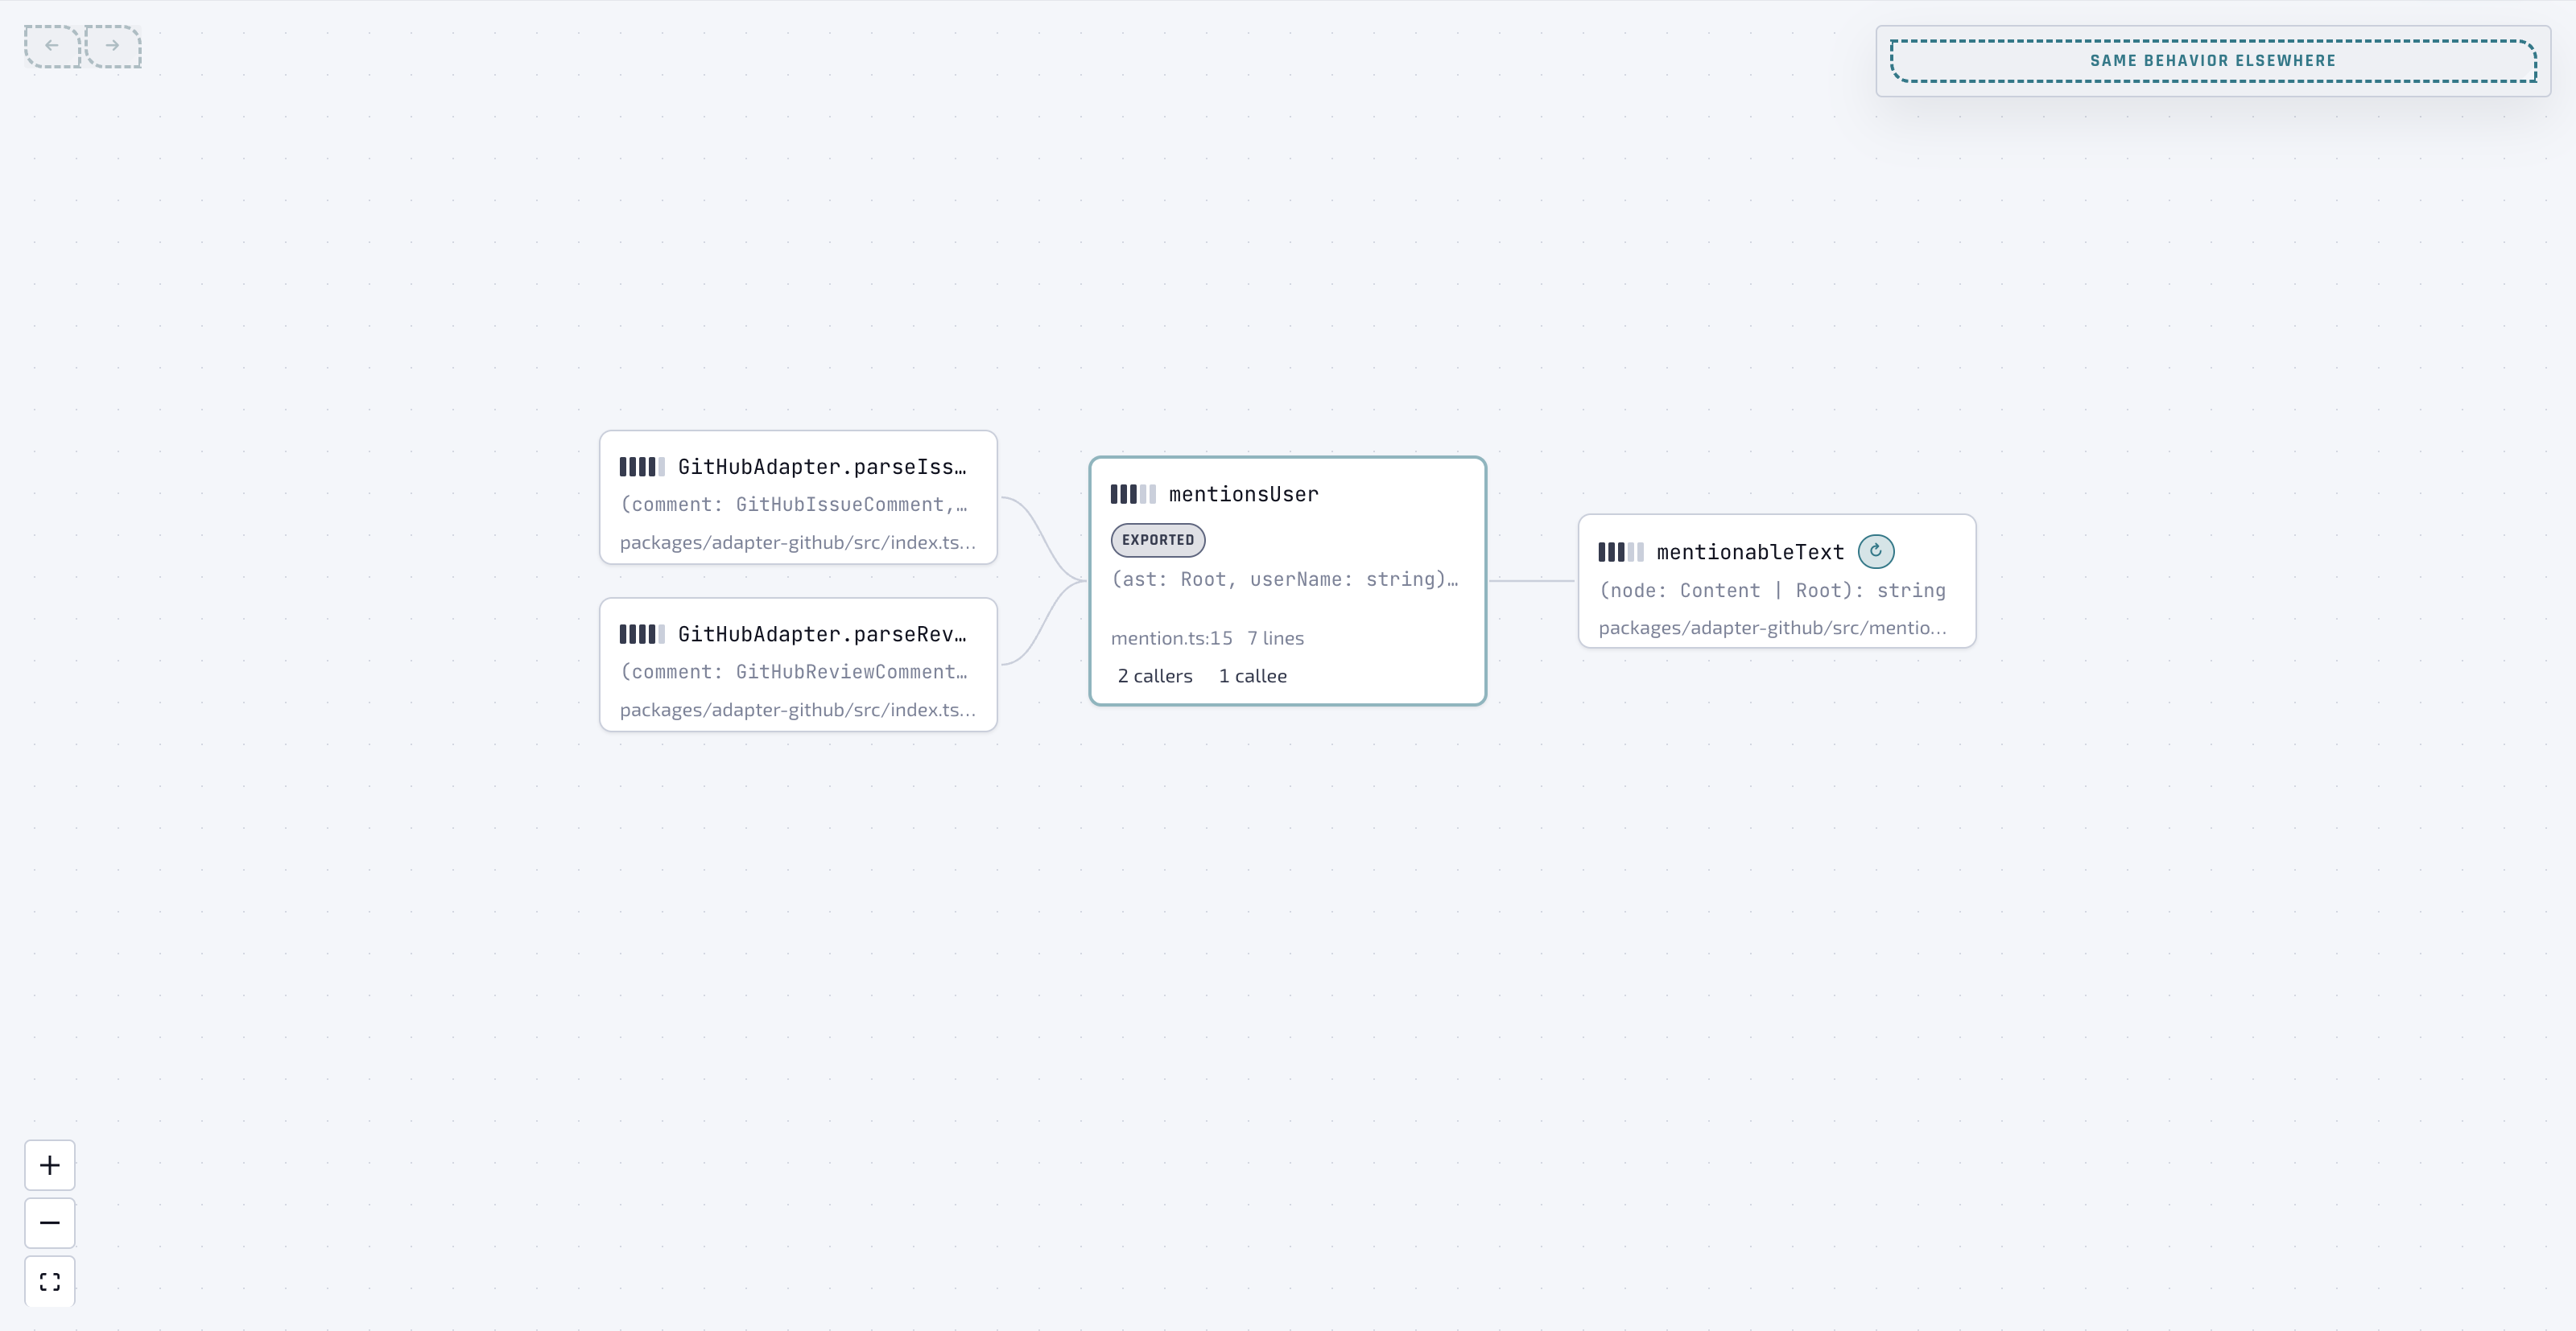 SAME BEHAVIOR ELSEWHERE
GitHubAdapter.parseIss…
(comment: GitHubIssueComment,…
packages/adapter-github/src/index.ts…
GitHubAdapter.parseRev…
(comment: GitHubReviewComment…
packages/adapter-github/src/index.ts…
mentionsUser
EXPORTED
(ast: Root, userName: string)…
mention.ts:15 7 lines
2 callers 1 callee
mentionableText
(node: Content | Root): string
packages/adapter-github/src/mentio…